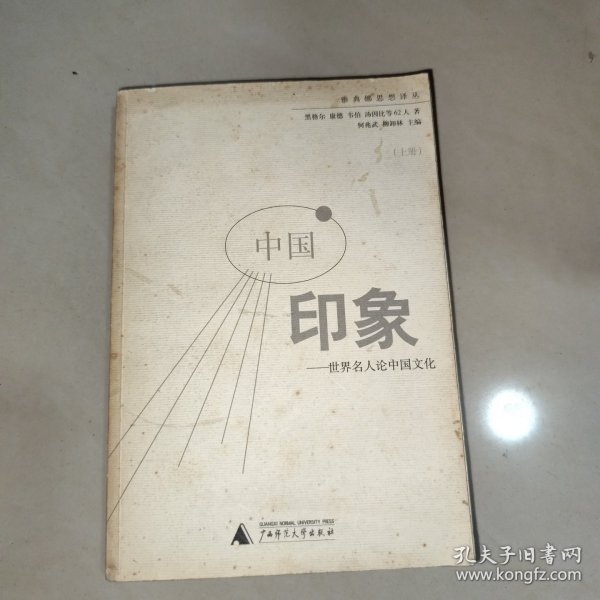 雅典娜思想译丛
黑格尔 康德 韦伯 汤因比等62人 著
何兆武 柳卸林 主编
（上册）
中国
印象
——世界名人论中国文化
GUANGXI NORMAL UNIVERSITY PRESS
广西师范大学出版社
孔夫子旧书网
www.kongfz.com